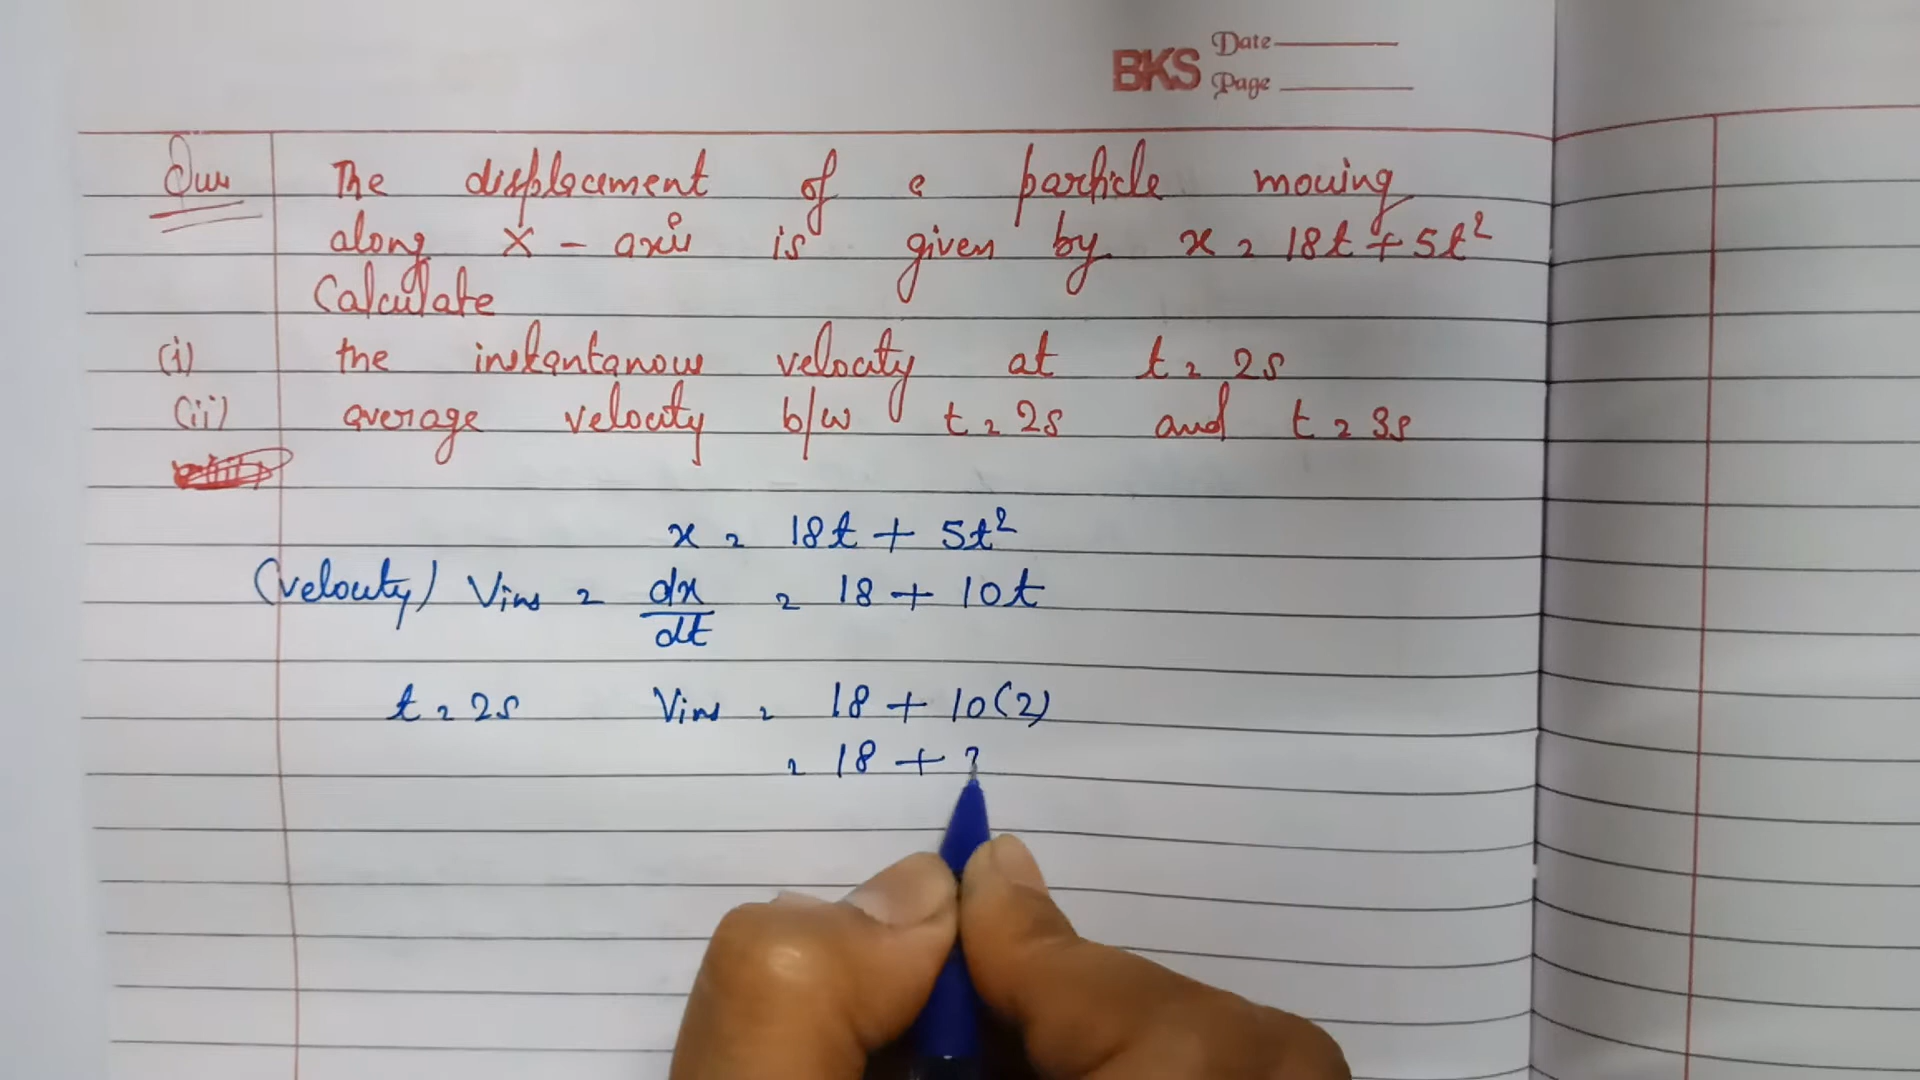 BKS Date
Page
Que The displacement of a particle moving
along X - axis is given by x = 18t + 5t²
Calculate
(i) the instantanous velocity at t = 2s
(ii) average velocity b/w t = 2s and t = 3s
x = 18t + 5t²
(velocity) Vins = dx/dt = 18 + 10t
t = 2s Vins = 18 + 10(2)
= 18 + 2